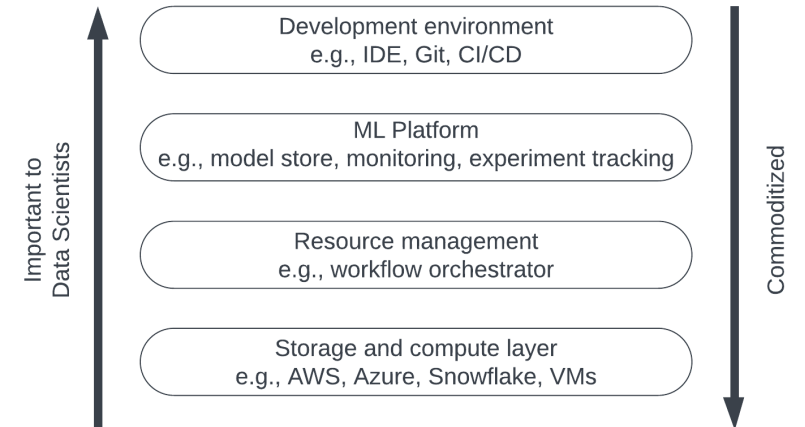 Development environment
e.g., IDE, Git, CI/CD
ML Platform
e.g., model store, monitoring, experiment tracking
Important to
Data Scientists
Commoditized
Resource management
e.g., workflow orchestrator
Storage and compute layer
e.g., AWS, Azure, Snowflake, VMs